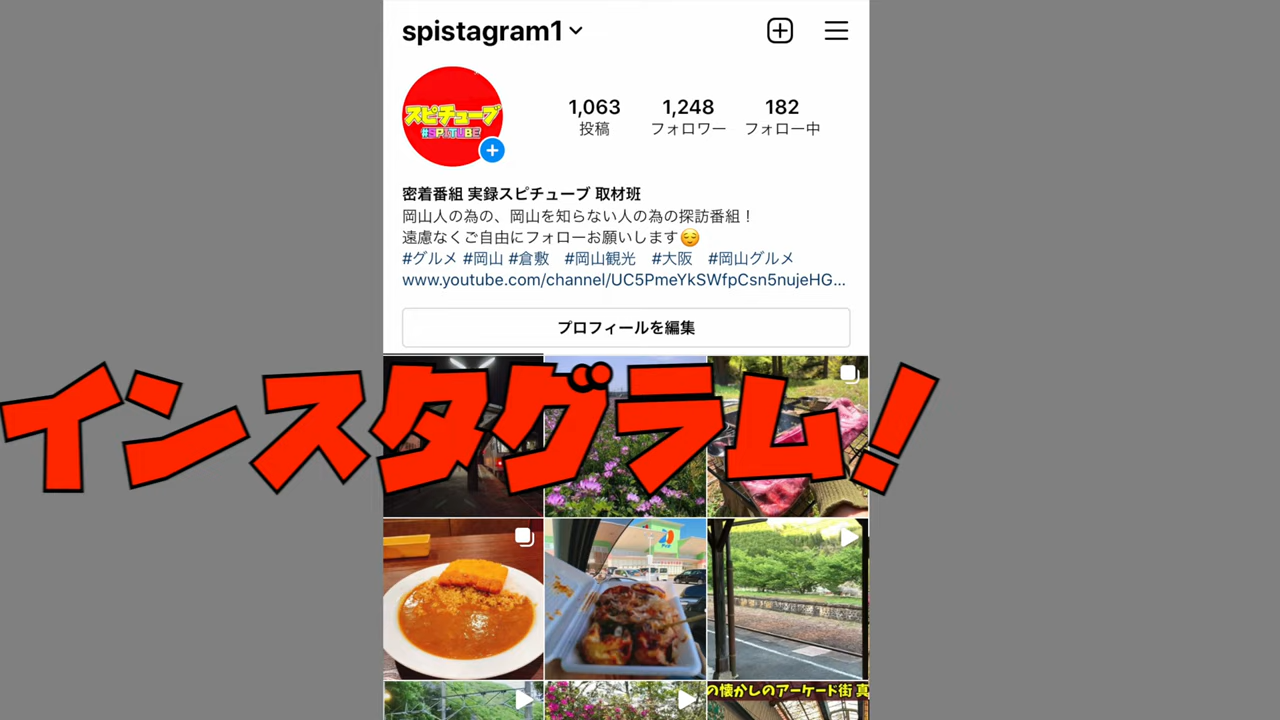 spistagram1
スピチューブ
#SPITUBE
1,063
1,248
182
投稿
フォロワー
フォロー中
密着番組 実録スピチューブ 取材班
岡山人の為の、岡山を知らない人の為の探訪番組！
遠慮なくご自由にフォローお願いします😌
#グルメ #岡山 #倉敷 #岡山観光 #大阪 #岡山グルメ
www.youtube.com/channel/UC5PmeYkSWfpCsn5nujeHG...
プロフィールを編集
インスタグラム！
の懐かしのアーケード街 真